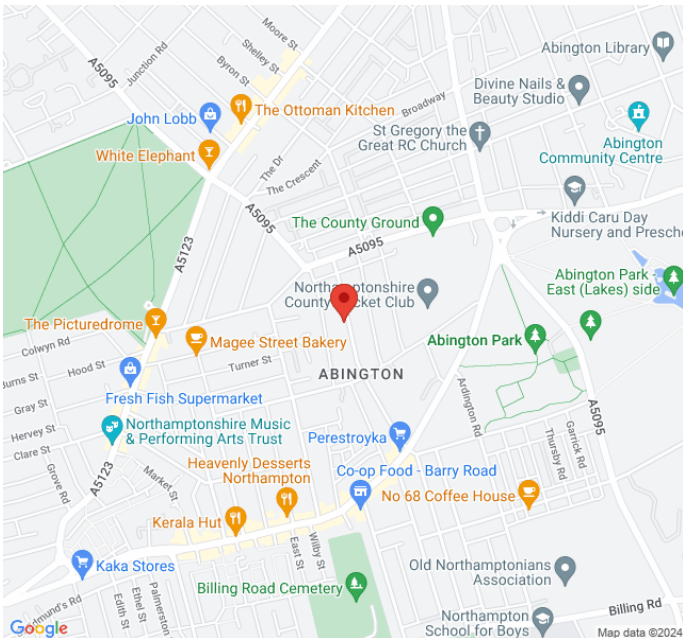 Moore St
Shelley St
Byron St
Junction Rd
A5095
Abington Library
The Ottoman Kitchen
John Lobb
Broadway
Divine Nails &
Beauty Studio
White Elephant
St Gregory the
Great RC Church
Abington
Community Centre
The Dr
The Crescent
A5095
The County Ground
Kiddi Caru Day
Nursery and Presche
A5123
A5095
Northamptonshire
County Cricket Club
Abington Park -
East (Lakes) side
The Picturedrome
Magee Street Bakery
Abington Park
Colwyn Rd
Hood St
Turner St
ABINGTON
Burns St
Fresh Fish Supermarket
Gray St
Ardington Rd
A5095
Hervey St
Northamptonshire Music
& Performing Arts Trust
Perestroyka
Clare St
Thursby Rd
Garrick Rd
Grove Rd
A5123
Market St
Heavenly Desserts
Northampton
Co-op Food - Barry Road
No 68 Coffee House
Kerala Hut
East St
Wilby St
Kaka Stores
Old Northamptonians
Association
Billing Road Cemetery
Edith St
Ethel St
Palmerston
dmund's Rd
Billing Rd
Northampton
School for Boys
Google
Map data ©2024